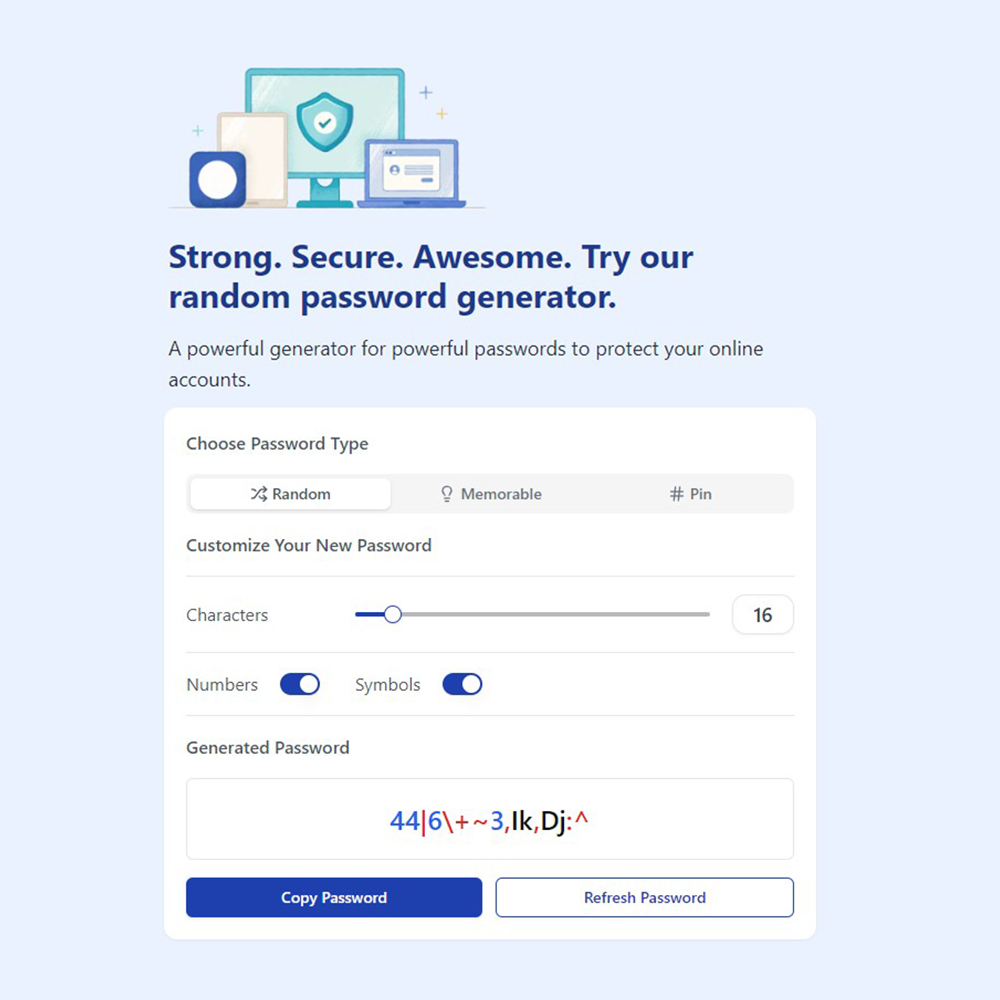 Strong. Secure. Awesome. Try our
random password generator.
A powerful generator for powerful passwords to protect your online
accounts.
Choose Password Type
Random Memorable # Pin
Customize Your New Password
Characters 16
Numbers Symbols
Generated Password
44|6\+~3,Ik,Dj:^
Copy Password Refresh Password